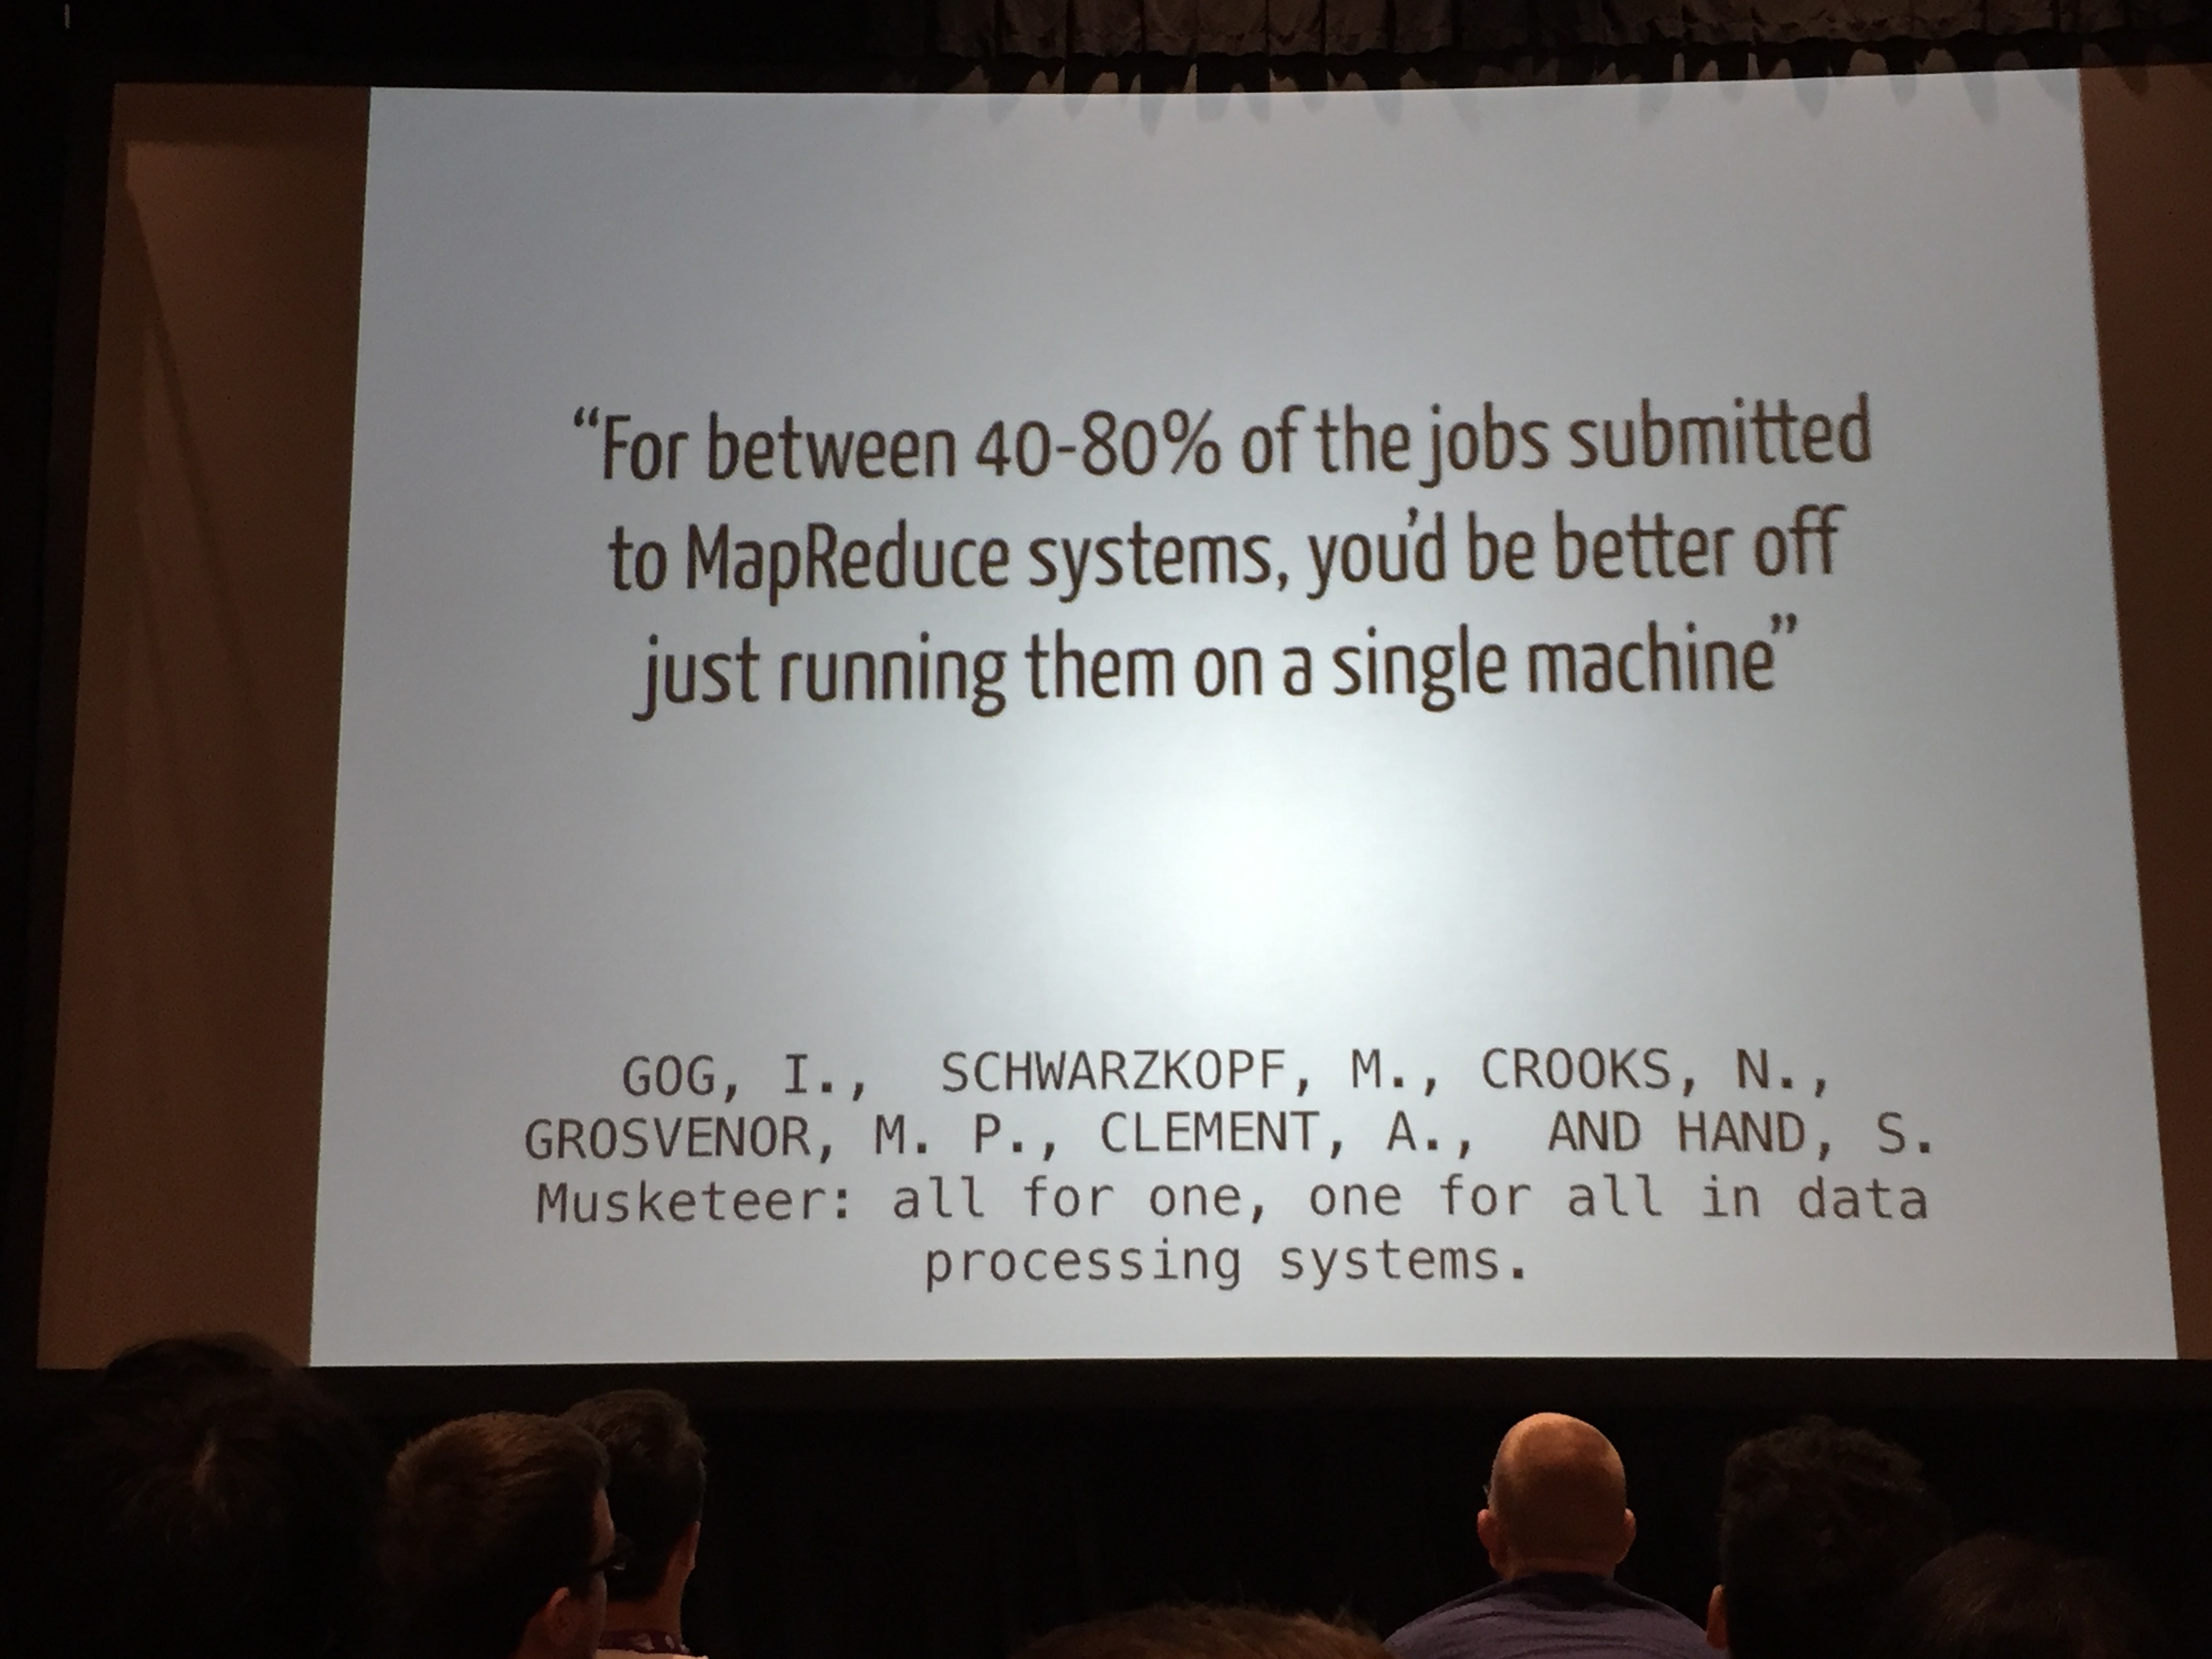 “For between 40-80% of the jobs submitted
to MapReduce systems, you’d be better off
just running them on a single machine”
GOG, I., SCHWARZKOPF, M., CROOKS, N.,
GROSVENOR, M. P., CLEMENT, A., AND HAND, S.
Musketeer: all for one, one for all in data
processing systems.